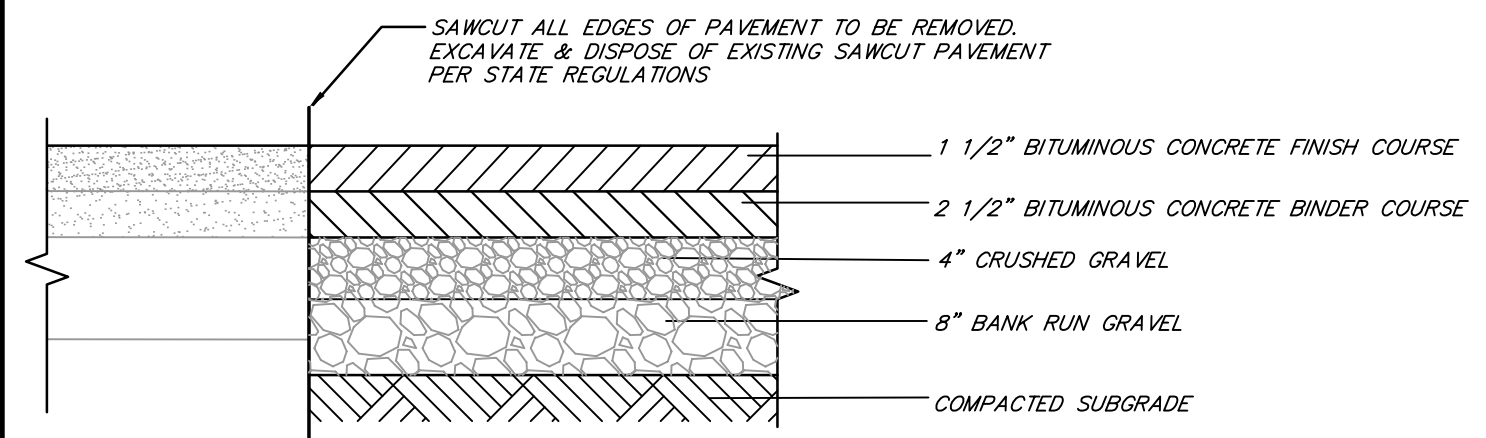 SAWCUT ALL EDGES OF PAVEMENT TO BE REMOVED.
EXCAVATE & DISPOSE OF EXISTING SAWCUT PAVEMENT
PER STATE REGULATIONS
1 1/2" BITUMINOUS CONCRETE FINISH COURSE
2 1/2" BITUMINOUS CONCRETE BINDER COURSE
4" CRUSHED GRAVEL
8" BANK RUN GRAVEL
COMPACTED SUBGRADE